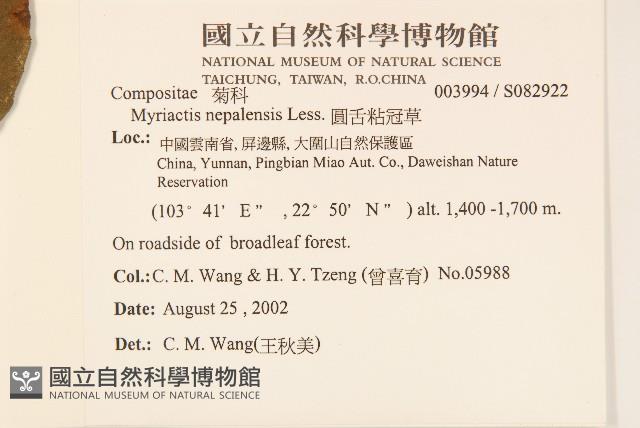 國立自然科學博物館
NATIONAL MUSEUM OF NATURAL SCIENCE
TAICHUNG, TAIWAN, R.O.CHINA
Compositae 菊科 003994 / S082922
Myriactis nepalensis Less. 圓舌粘冠草
Loc.: 中國雲南省, 屏邊縣, 大圍山自然保護區
China, Yunnan, Pingbian Miao Aut. Co., Daweishan Nature
Reservation
(103° 41' E" , 22° 50' N" ) alt. 1,400 -1,700 m.
On roadside of broadleaf forest.
Col.: C. M. Wang & H. Y. Tzeng (曾喜育) No.05988
Date: August 25 , 2002
Det.: C. M. Wang(王秋美)
國立自然科學博物館
NATIONAL MUSEUM OF NATURAL SCIENCE